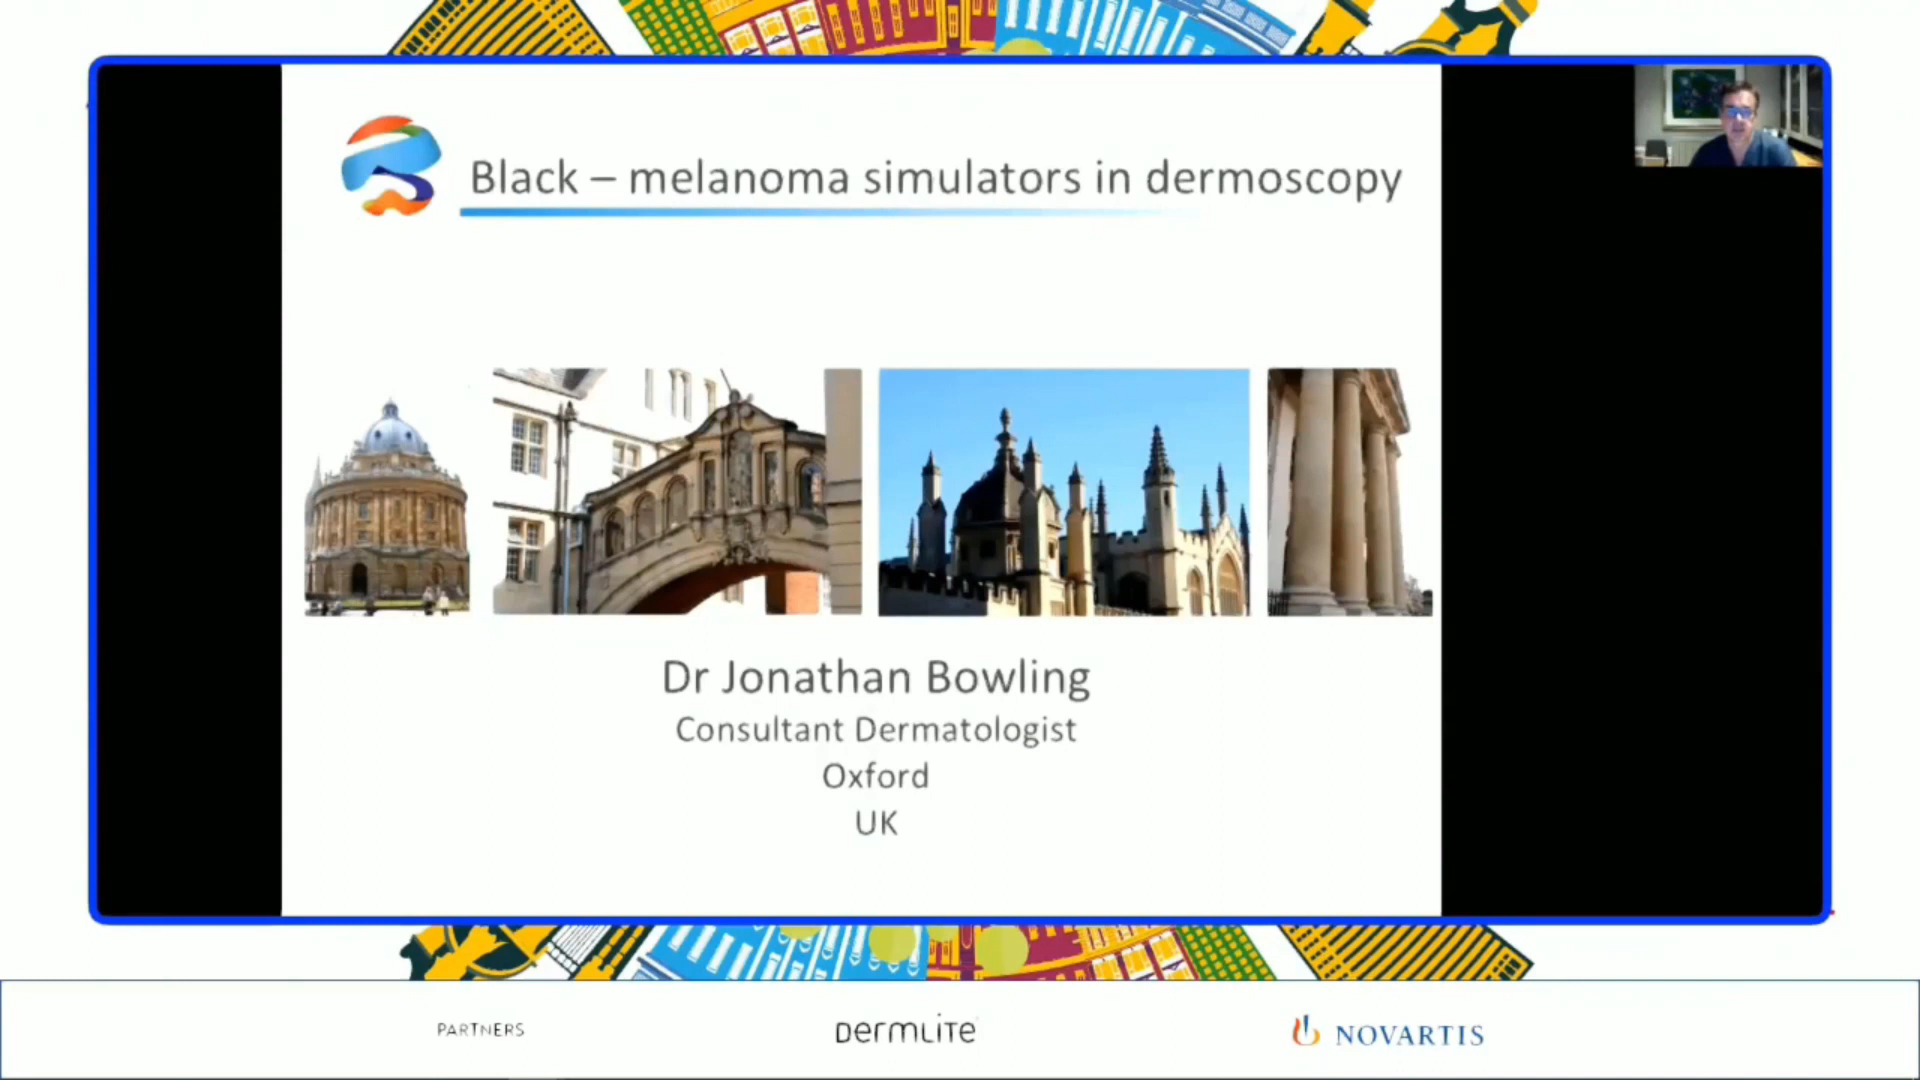 Black – melanoma simulators in dermoscopy
Dr Jonathan Bowling
Consultant Dermatologist
Oxford
UK
PARTNERS
DERMLITE
NOVARTIS